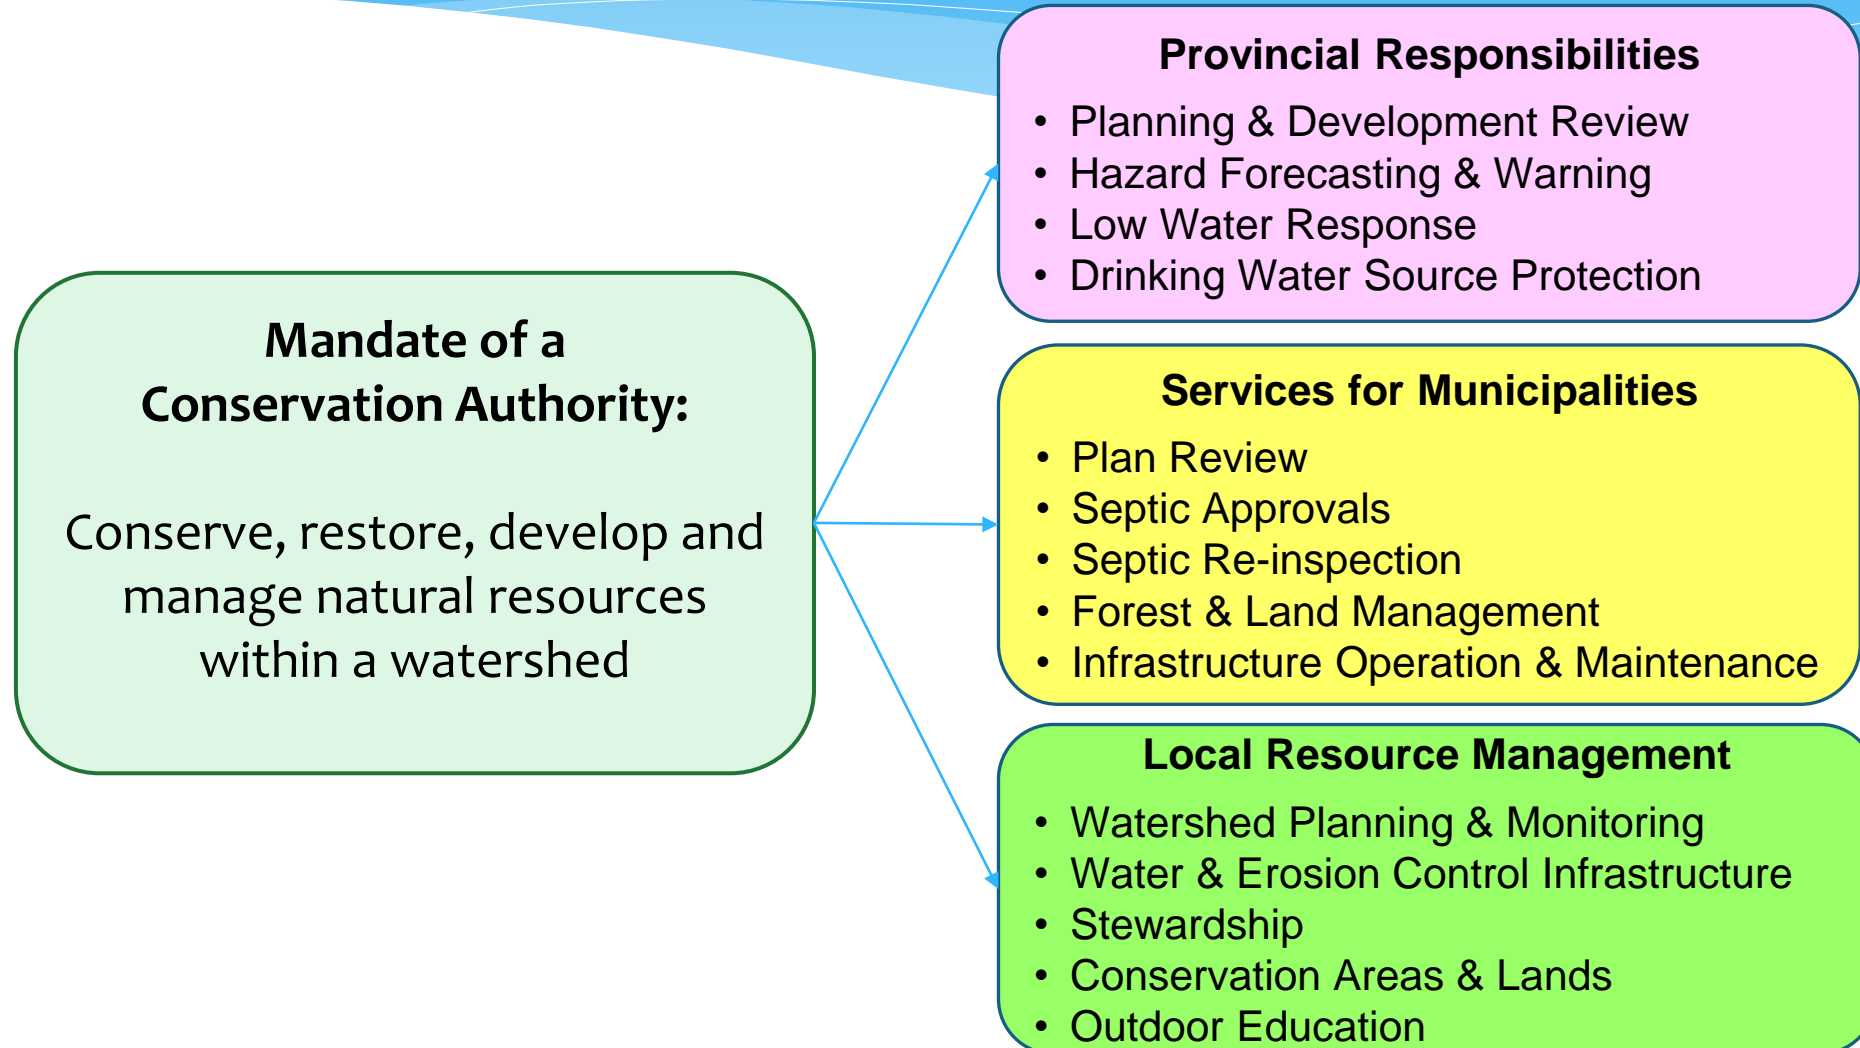 Mandate of a
Conservation Authority:
Conserve, restore, develop and
manage natural resources
within a watershed
Provincial Responsibilities
• Planning & Development Review
• Hazard Forecasting & Warning
• Low Water Response
• Drinking Water Source Protection
Services for Municipalities
• Plan Review
• Septic Approvals
• Septic Re-inspection
• Forest & Land Management
• Infrastructure Operation & Maintenance
Local Resource Management
• Watershed Planning & Monitoring
• Water & Erosion Control Infrastructure
• Stewardship
• Conservation Areas & Lands
• Outdoor Education